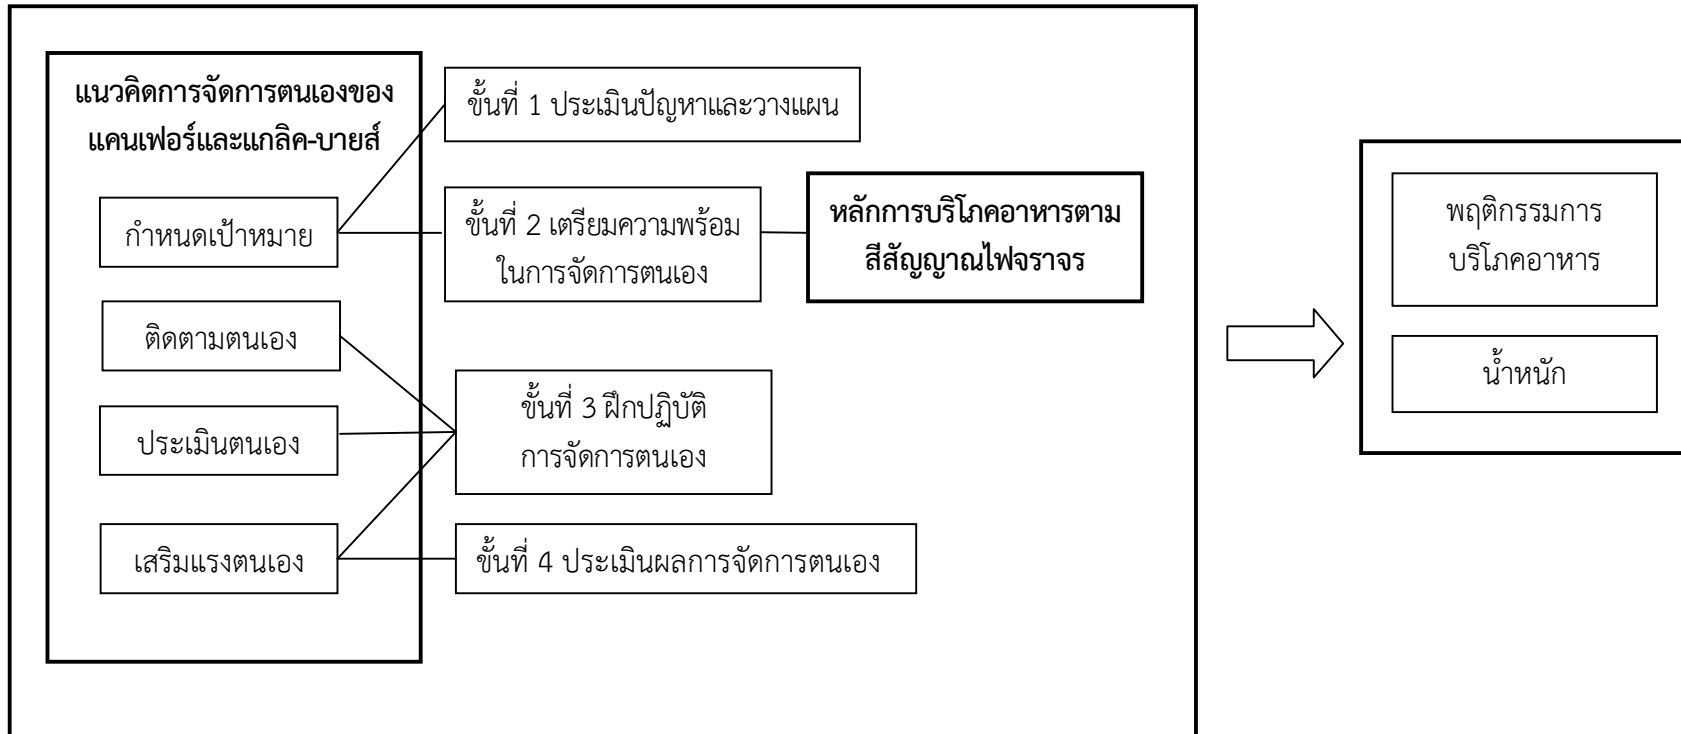 แนวคิดการจัดการตนเองของ
แคนเฟอร์และแกลิค-บายส์
กำหนดเป้าหมาย
ติดตามตนเอง
ประเมินตนเอง
เสริมแรงตนเอง
ขั้นที่ 1 ประเมินปัญหาและวางแผน
ขั้นที่ 2 เตรียมความพร้อม
ในการจัดการตนเอง
หลักการบริโภคอาหารตาม
สีสัญญาณไฟจราจร
ขั้นที่ 3 ฝึกปฏิบัติ
การจัดการตนเอง
ขั้นที่ 4 ประเมินผลการจัดการตนเอง
พฤติกรรมการ
บริโภคอาหาร
น้ำหนัก